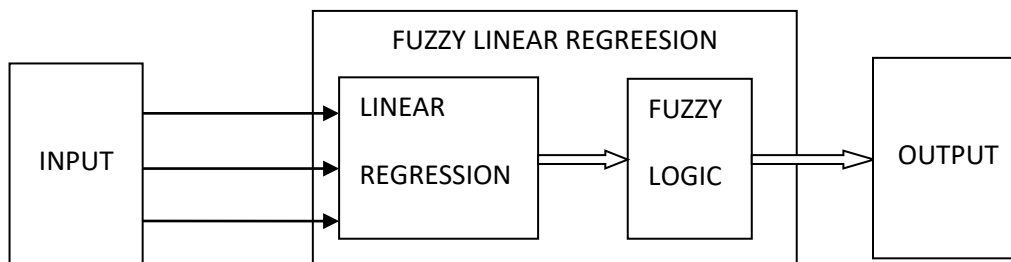 FUZZY LINEAR REGREESION
INPUT
LINEAR
REGRESSION
FUZZY
LOGIC
OUTPUT